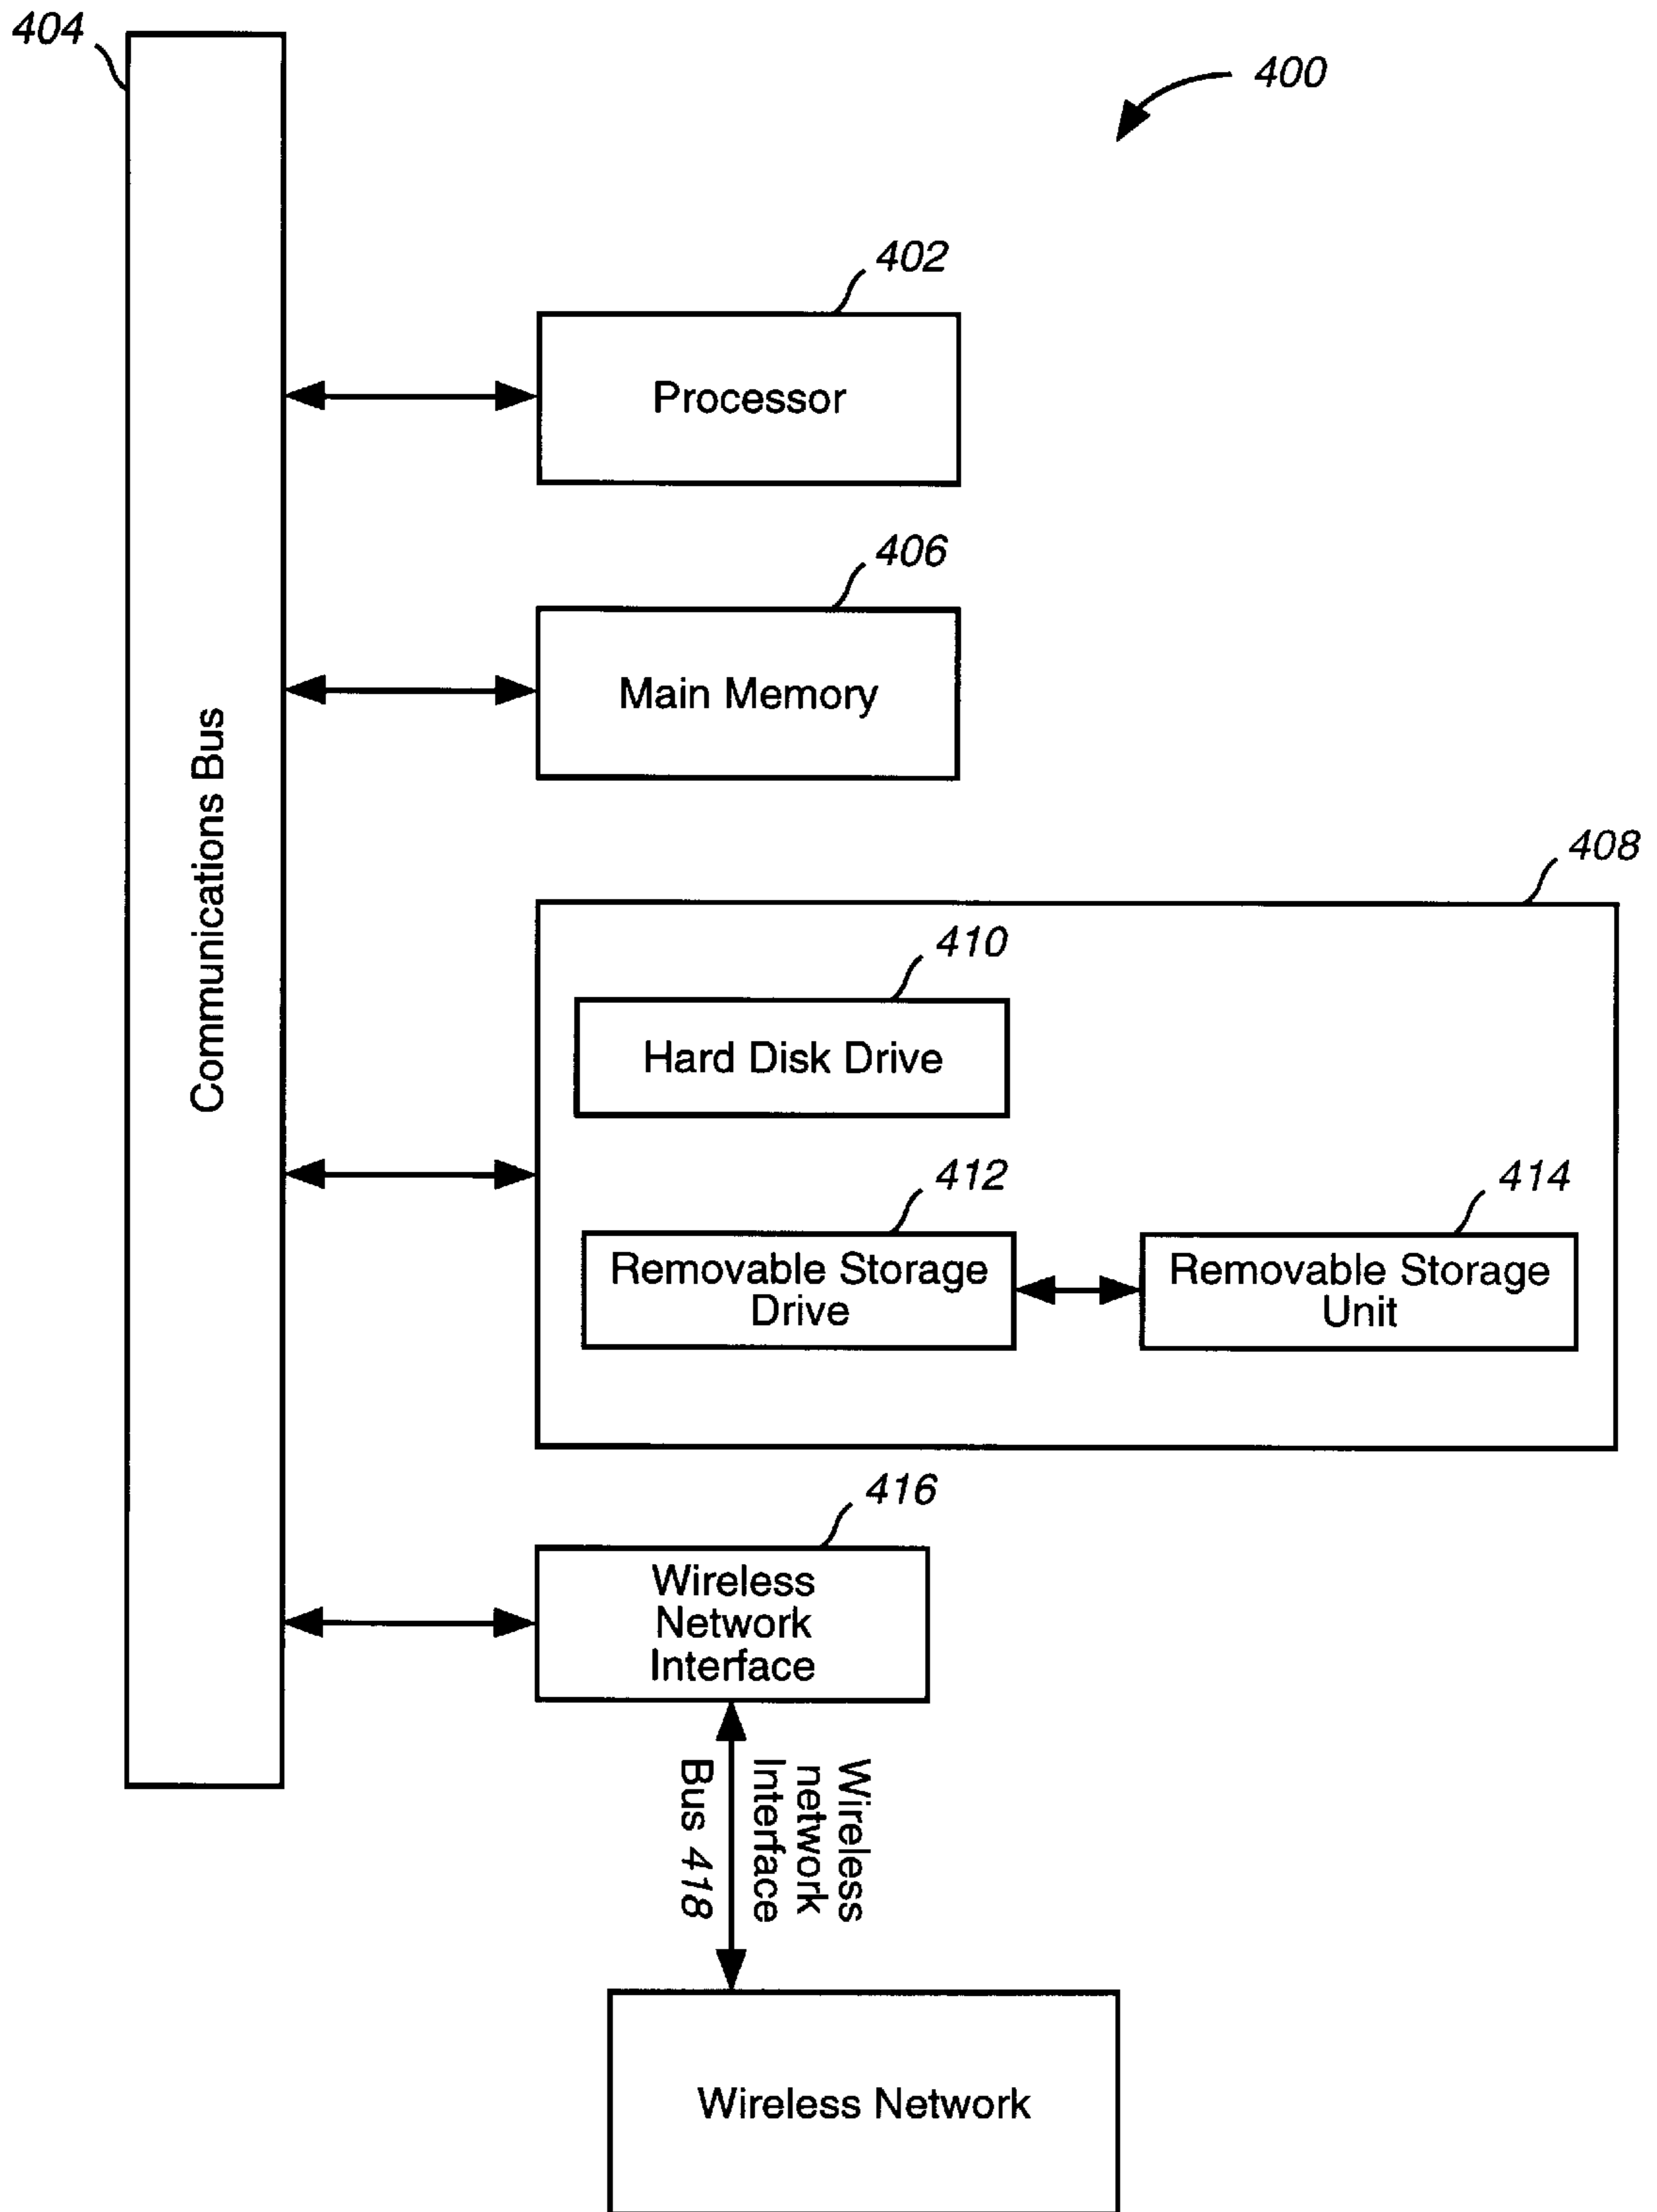 404
400
402
Processor
406
Main Memory
Communications Bus
408
410
Hard Disk Drive
412
414
Removable Storage
Drive
Removable Storage
Unit
416
Wireless
Network
Interface
Wireless
network
Interface
Bus 418
Wireless Network